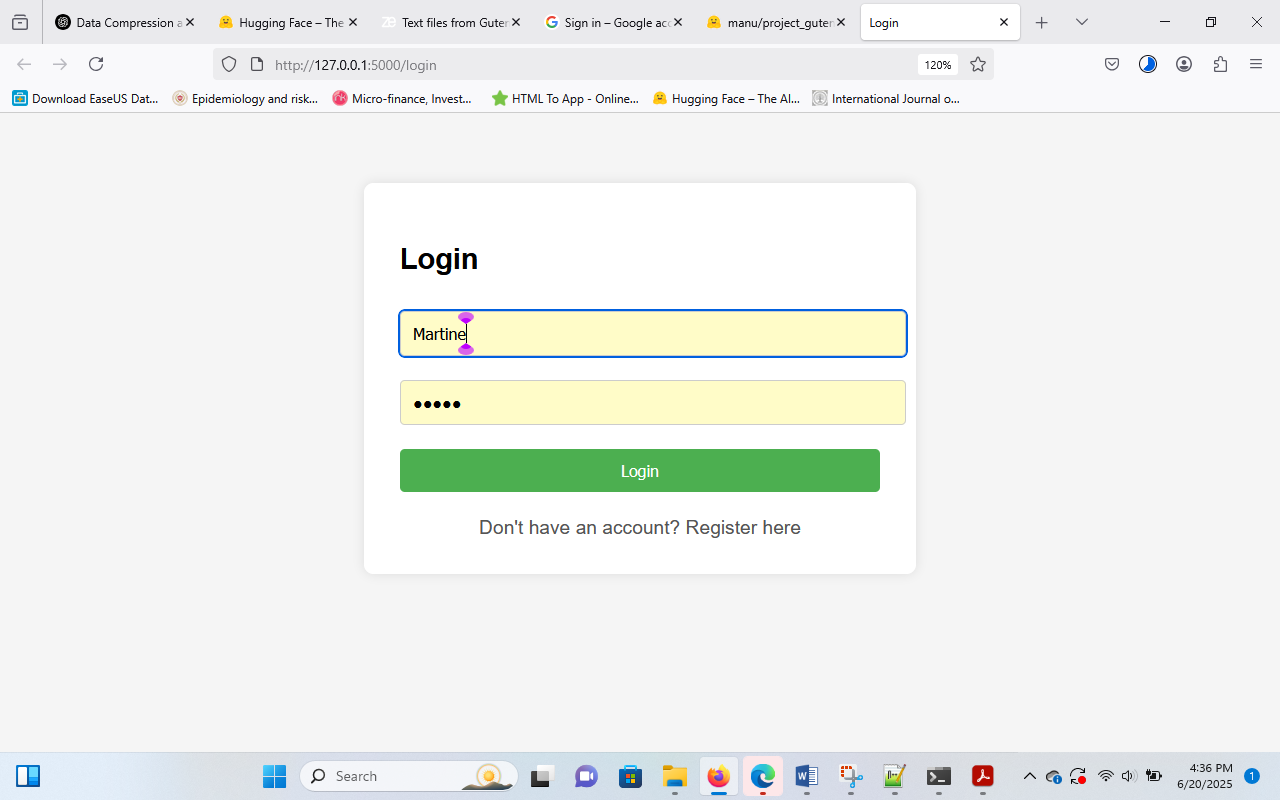 Data Compression a
Hugging Face – The
Text files from Guter
Sign in – Google acc
manu/project_guter
Login
http://127.0.0.1:5000/login
120%
Download EaseUS Dat...
Epidemiology and risk...
Micro-finance, Invest...
HTML To App - Online...
Hugging Face – The AI...
International Journal o...
Login
Martine
Login
Don't have an account? Register here
Search
4:36 PM
6/20/2025
1